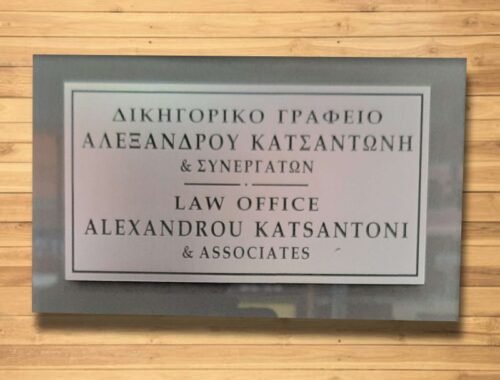 ΔΙΚΗΓΟΡΙΚΟ ΓΡΑΦΕΙΟ
ΑΛΕΞΑΝΔΡΟΥ ΚΑΤΣΑΝΤΩΝΗ
& ΣΥΝΕΡΓΑΤΩΝ
LAW OFFICE
ALEXANDROU KATSANTONI
& ASSOCIATES